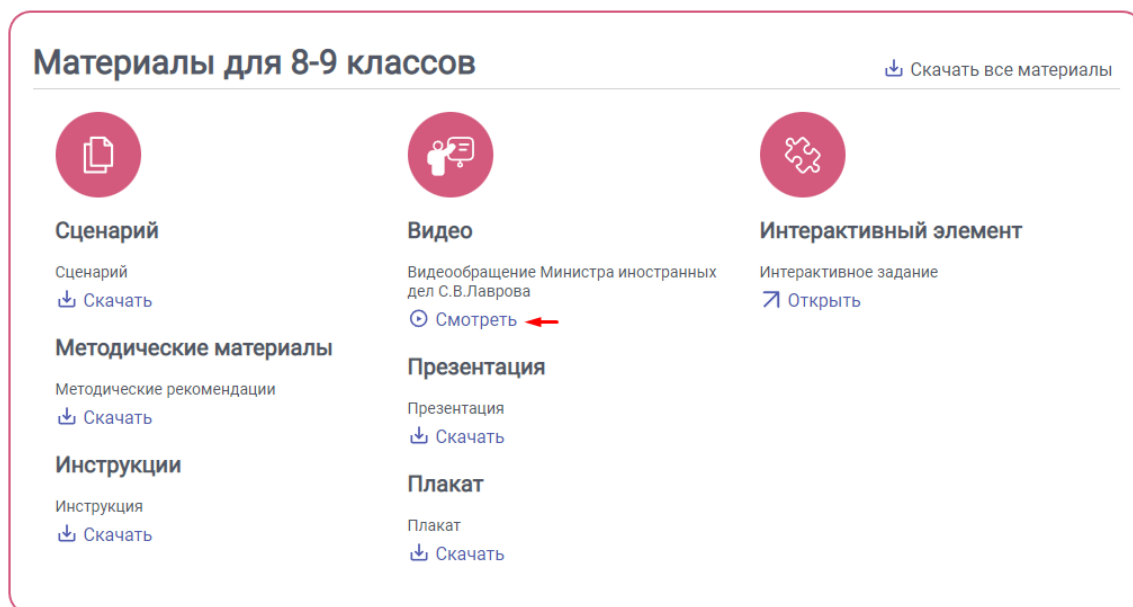 Материалы для 8-9 классов
Скачать все материалы
Сценарий
Сценарий
Скачать
Методические материалы
Методические рекомендации
Скачать
Инструкции
Инструкция
Скачать
Видео
Видеообращение Министра иностранных
дел С.В.Лаврова
Смотреть
Презентация
Презентация
Скачать
Плакат
Плакат
Скачать
Интерактивный элемент
Интерактивное задание
Открыть